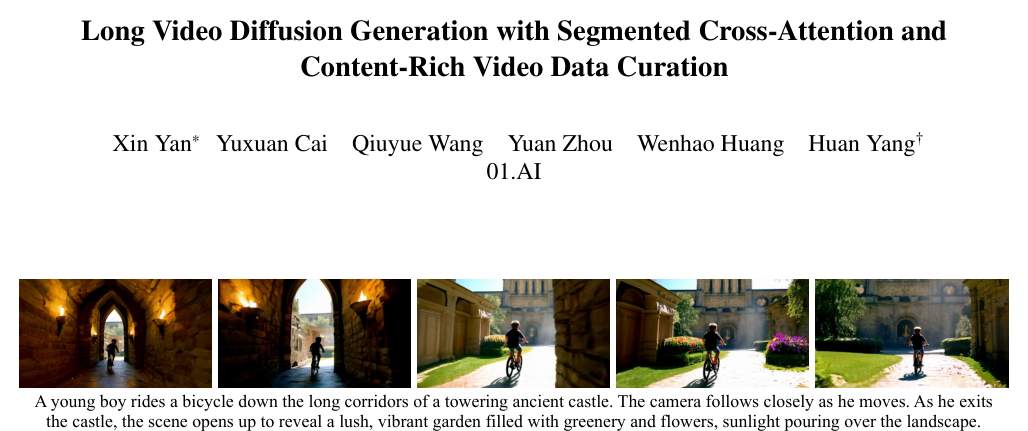 Long Video Diffusion Generation with Segmented Cross-Attention and
Content-Rich Video Data Curation
Xin Yan* Yuxuan Cai Qiuyue Wang Yuan Zhou Wenhao Huang Huan Yang†
01.AI
A young boy rides a bicycle down the long corridors of a towering ancient castle. The camera follows closely as he moves. As he exits
the castle, the scene opens up to reveal a lush, vibrant garden filled with greenery and flowers, sunlight pouring over the landscape.